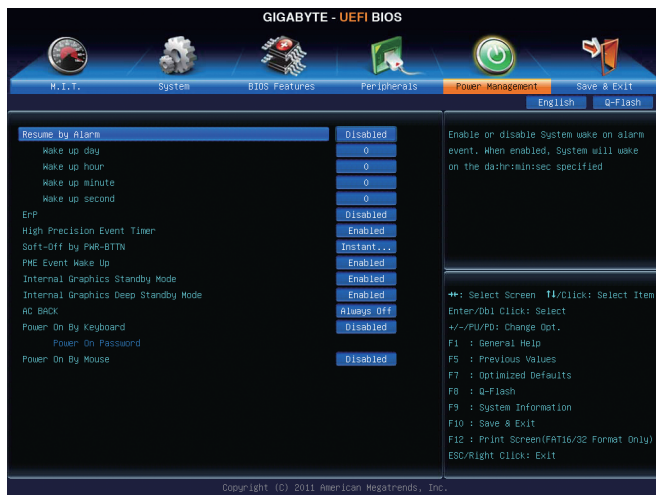 GIGABYTE - UEFI BIOS
M.I.T. System BIOS Features Peripherals Power Management Save & Exit
English Q-Flash
Resume by Alarm Disabled
Wake up day 0
Wake up hour 0
Wake up minute 0
Wake up second 0
ErP Disabled
High Precision Event Timer Enabled
Soft-Off by PWR-BTTN Instant...
PME Event Wake Up Enabled
Internal Graphics Standby Mode Enabled
Internal Graphics Deep Standby Mode Enabled
AC BACK Always Off
Power On By Keyboard Disabled
Power On Password
Power On By Mouse Disabled
Enable or disable System wake on alarm
event. When enabled, System will wake
on the da:hr:min:sec specified
→←: Select Screen ↑↓/Click: Select Item
Enter/Dbl Click: Select
+/-/PU/PD: Change Opt.
F1 : General Help
F5 : Previous Values
F7 : Optimized Defaults
F8 : Q-Flash
F9 : System Information
F10 : Save & Exit
F12 : Print Screen(FAT16/32 Format Only)
ESC/Right Click: Exit
Copyright (C) 2011 American Megatrends, Inc.